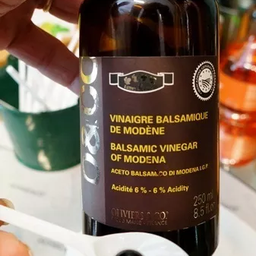 VINAIGRE BALSAMIQUE
DE MODÈNE
BALSAMIC VINEGAR
OF MODENA
ACETO BALSAMICO DI MODENA I.G.P
Acidité 6% - 6% Acidity
250 ml
8.5 fl